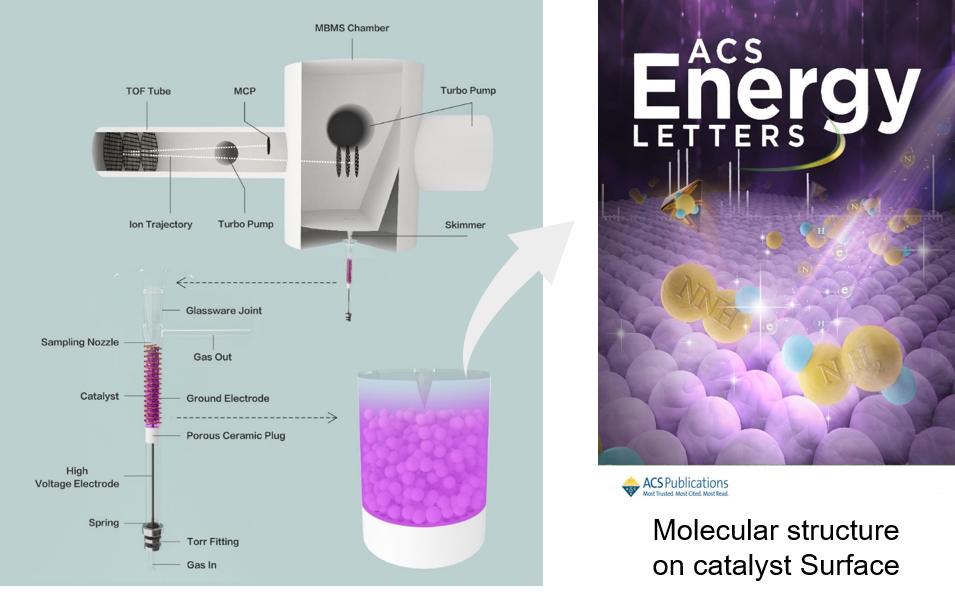 MBMS Chamber
TOF Tube
MCP
Turbo Pump
Ion Trajectory
Turbo Pump
Skimmer
Glassware Joint
Sampling Nozzle
Gas Out
Catalyst
Ground Electrode
Porous Ceramic Plug
High
Voltage Electrode
Spring
Torr Fitting
Gas In
ACS
Energy
LETTERS
N
N
H
e
N
e
NNH
e
H
NH₂
ACS Publications
Most Trusted. Most Cited. Most Read.
Molecular structure
on catalyst Surface